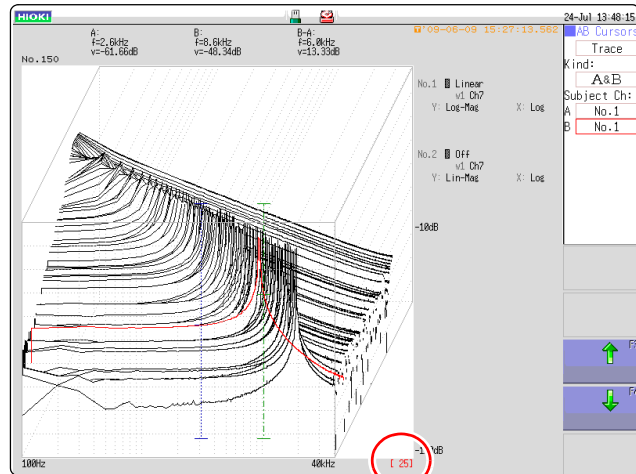 HIOKI
24-Jul 13:48:15
A:
f=2.6kHz
v=-61.66dB
B:
f=8.6kHz
v=-48.34dB
B-A:
f=6.0kHz
v=13.33dB
'09-06-09 15:27:13.562
No.150
No.1 Linear
v1 Ch7
Y: Log-Mag X: Log
No.2 Off
v1 Ch7
Y: Lin-Mag X: Log
-10dB
100Hz
40kHz
[ 25]
AB Cursors
Trace
Kind:
A&B
Subject Ch:
A No.1
B No.1